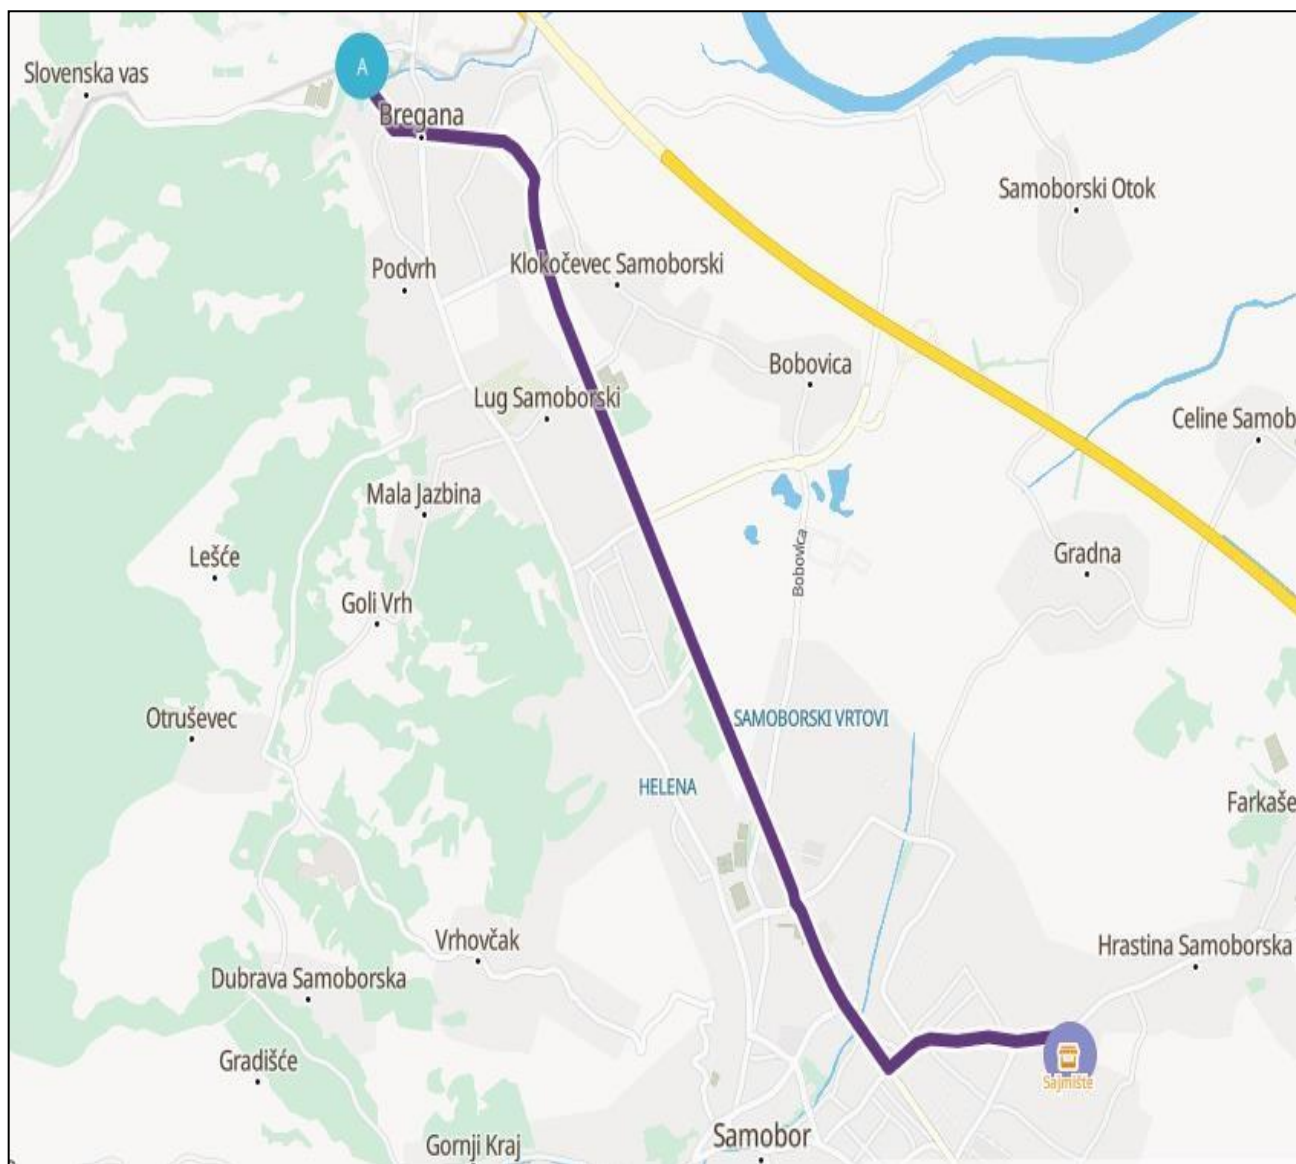 A
Slovenska vas
Bregana
Samoborski Otok
Podvrh
Klokočevec Samoborski
Bobovica
Lug Samoborski
Celine Samob
Mala Jazbina
Lešće
Bobovica
Gradna
Goli Vrh
Otruševec
SAMOBORSKI VRTOVI
HELENA
Farkaše
Vrhovčak
Hrastina Samoborska
Dubrava Samoborska
Gradišće
Sajmište
Samobor
Gornji Kraj